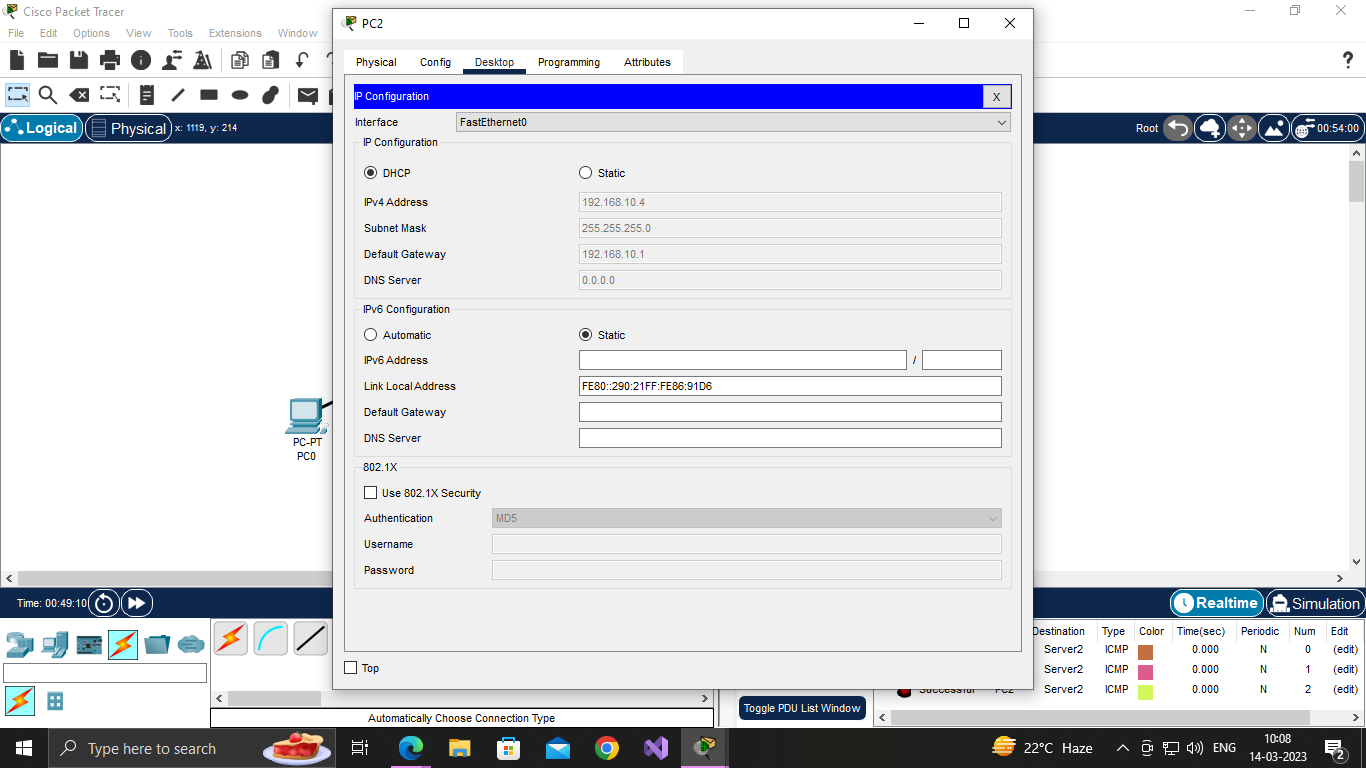 Cisco Packet Tracer
File Edit Options View Tools Extensions Window
Logical Physical x: 1119, y: 214
Root 00:54:00
PC2
Physical Config Desktop Programming Attributes
IP Configuration X
Interface FastEthernet0
IP Configuration
DHCP Static
IPv4 Address 192.168.10.4
Subnet Mask 255.255.255.0
Default Gateway 192.168.10.1
DNS Server 0.0.0.0
IPv6 Configuration
Automatic Static
IPv6 Address /
Link Local Address FE80::290:21FF:FE86:91D6
Default Gateway
DNS Server
802.1X
Use 802.1X Security
Authentication MD5
Username
Password
Top
PC-PT
PC0
Time: 00:49:10
Realtime Simulation
Destination Type Color Time(sec) Periodic Num Edit
Server2 ICMP 0.000 N 0 (edit)
Server2 ICMP 0.000 N 1 (edit)
Successful PC2 Server2 ICMP 0.000 N 2 (edit)
Automatically Choose Connection Type
Toggle PDU List Window
Type here to search
22°C Haze
ENG
10:08
14-03-2023
2